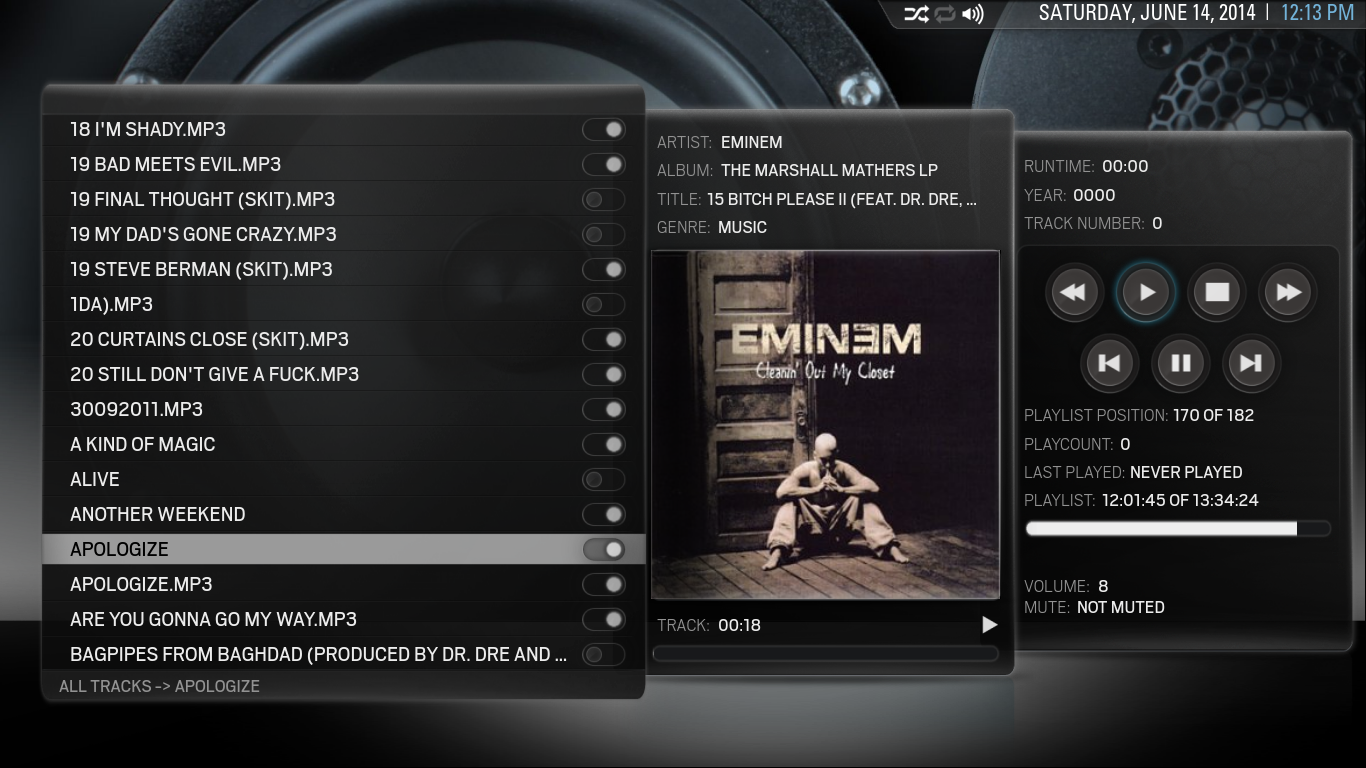 SATURDAY, JUNE 14, 2014 | 12:13 PM
18 I'M SHADY.MP3
19 BAD MEETS EVIL.MP3
19 FINAL THOUGHT (SKIT).MP3
19 MY DAD'S GONE CRAZY.MP3
19 STEVE BERMAN (SKIT).MP3
1DA).MP3
20 CURTAINS CLOSE (SKIT).MP3
20 STILL DON'T GIVE A FUCK.MP3
30092011.MP3
A KIND OF MAGIC
ALIVE
ANOTHER WEEKEND
APOLOGIZE
APOLOGIZE.MP3
ARE YOU GONNA GO MY WAY.MP3
BAGPIPES FROM BAGHDAD (PRODUCED BY DR. DRE AND ...
ALL TRACKS -> APOLOGIZE
ARTIST: EMINEM
ALBUM: THE MARSHALL MATHERS LP
TITLE: 15 BITCH PLEASE II (FEAT. DR. DRE, ...
GENRE: MUSIC
EMINEM
Cleanin' Out My Closet
TRACK: 00:18
RUNTIME: 00:00
YEAR: 0000
TRACK NUMBER: 0
PLAYLIST POSITION: 170 OF 182
PLAYCOUNT: 0
LAST PLAYED: NEVER PLAYED
PLAYLIST: 12:01:45 OF 13:34:24
VOLUME: 8
MUTE: NOT MUTED